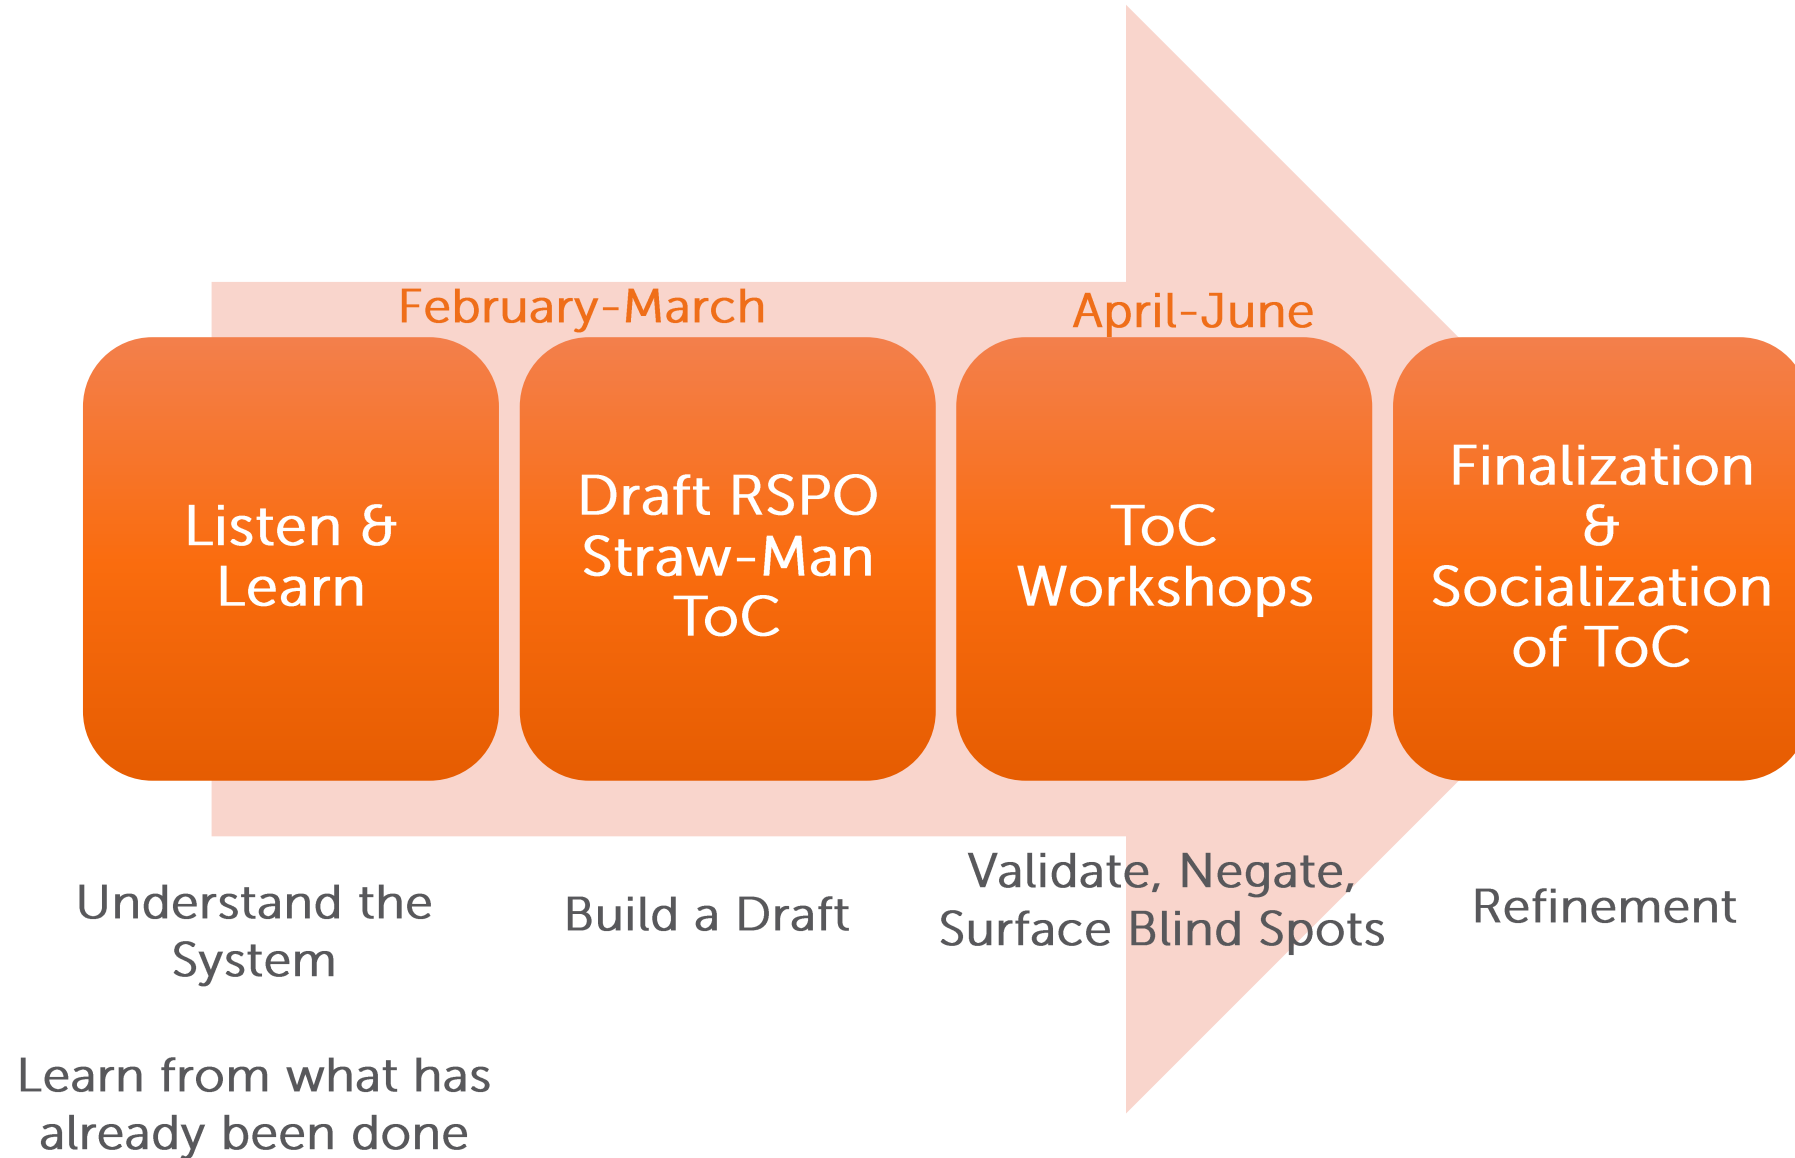 February-March
April-June
Listen &
Learn
Draft RSPO
Straw-Man
ToC
ToC
Workshops
Finalization
&
Socialization
of ToC
Understand the
System
Learn from what has
already been done
Build a Draft
Validate, Negate,
Surface Blind Spots
Refinement